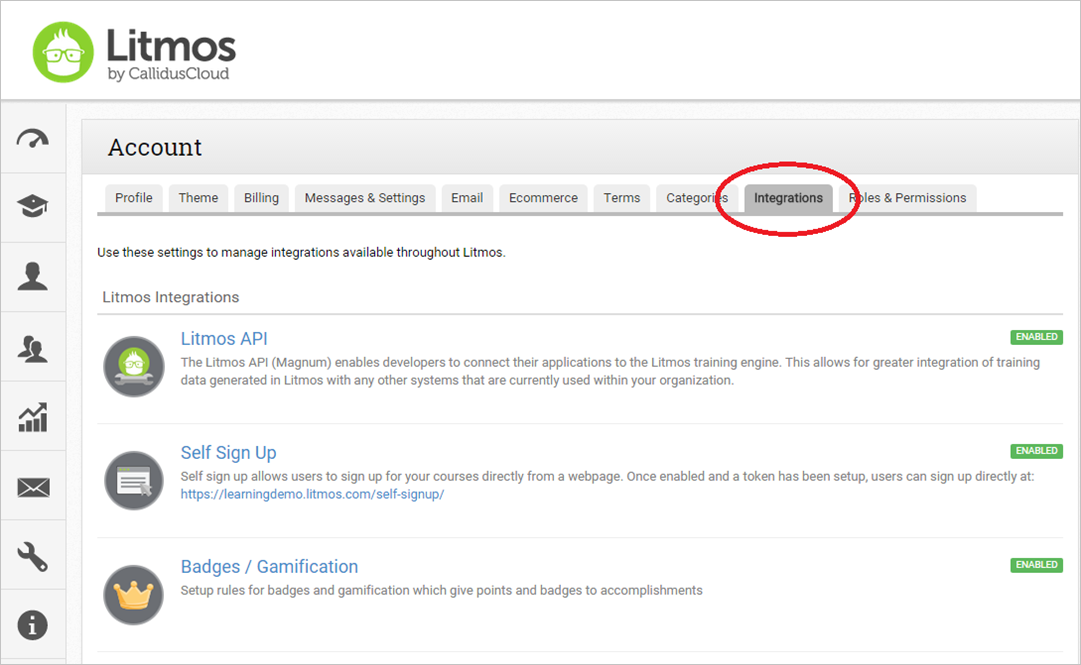 Litmos
by CallidusCloud
Account
Profile Theme Billing Messages & Settings Email Ecommerce Terms Categories Integrations Roles & Permissions
Use these settings to manage integrations available throughout Litmos.
Litmos Integrations
Litmos API ENABLED
The Litmos API (Magnum) enables developers to connect their applications to the Litmos training engine. This allows for greater integration of training
data generated in Litmos with any other systems that are currently used within your organization.
Self Sign Up ENABLED
Self sign up allows users to sign up for your courses directly from a webpage. Once enabled and a token has been setup, users can sign up directly at:
https://learningdemo.litmos.com/self-signup/
Badges / Gamification ENABLED
Setup rules for badges and gamification which give points and badges to accomplishments